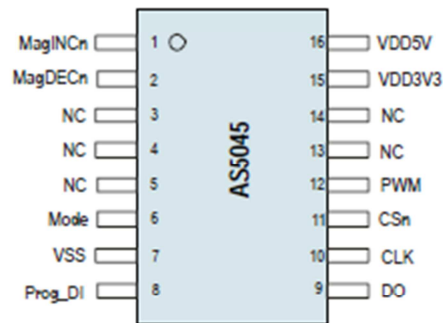 MagINCn 1 16 VDD5V
MagDECn 2 15 VDD3V3
NC 3 14 NC
NC 4 13 NC
NC 5 12 PWM
Mode 6 11 CSn
VSS 7 10 CLK
Prog_DI 8 9 DO
AS5045